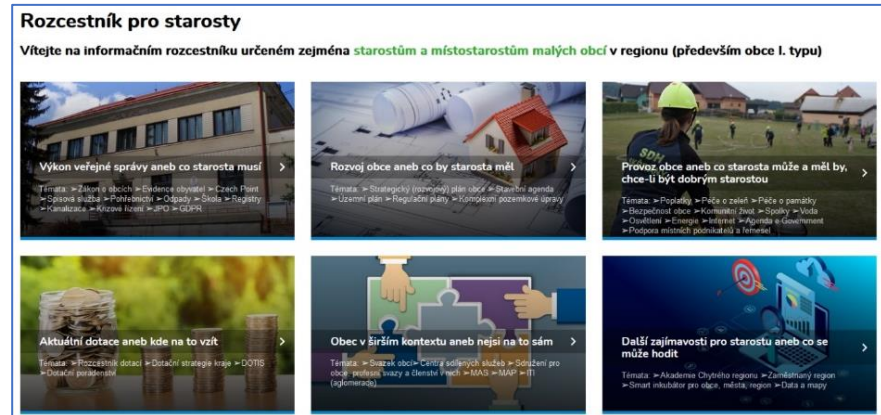 Rozcestník pro starosty
Vítejte na informačním rozcestníku určeném zejména starostům a místostarostům malých obcí v regionu (především obce I. typu)
Výkon veřejné správy aneb co starosta musí
Témata: ➢Zákon o obcích ➢Evidence obyvatel ➢Czech Point
➢Spisová služba ➢Pohřebnictví ➢Odpady ➢Škola ➢Registry
➢Kanalizace ➢Krizové řízení ➢JPO ➢GDPR
Rozvoj obce aneb co by starosta měl
Témata: ➢Strategický (rozvojový) plán obce ➢Stavební agenda
➢Územní plán ➢Regulační plány ➢Komplexní pozemkové úpravy
SDH
Provoz obce aneb co starosta může a měl by,
chce-li být dobrým starostou
Témata: ➢Poplatky ➢Péče o zeleň ➢Péče o památky
➢Bezpečnost obce ➢Komunitní život ➢Spolky ➢Voda
➢Osvětlení ➢Energie ➢Internet ➢Agenda e-Government
➢Podpora místních podnikatelů a řemesel
Aktuální dotace aneb kde na to vzít
Témata: ➢Rozcestník dotací ➢Dotační strategie kraje ➢DOTIS
➢Dotační poradenství
Obec v širším kontextu aneb nejsi na to sám
Témata: ➢Svazek obcí➢Centra sdílených služeb ➢Sdružení pro
obce, profesní svazy a členství v nich ➢MAS ➢MAP ➢ITI
(aglomerade)
Další zajímavosti pro starostu aneb co se
může hodit
Témata: ➢Akademie Chytrého regionu ➢Zaměstnaný region
➢Smart inkubátor pro obce, města, region ➢Data a mapy